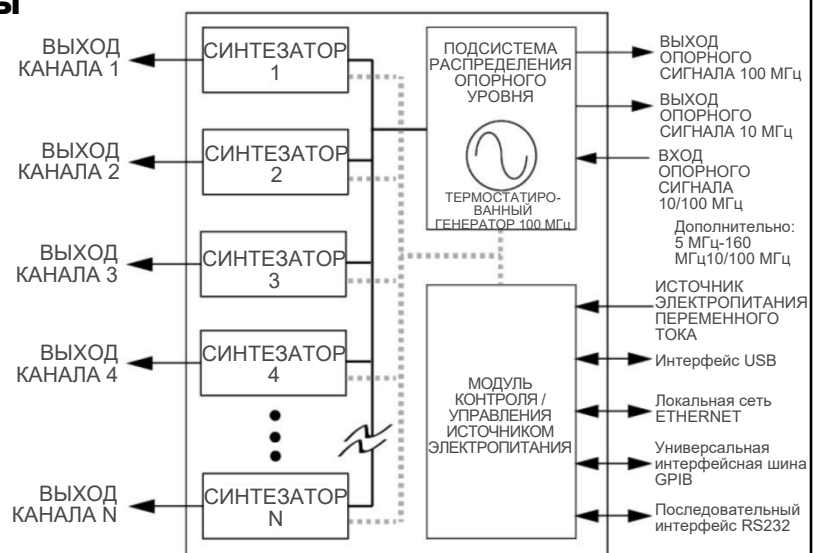 Ы
ВЫХОД
КАНАЛА 1
СИНТЕЗАТОР
1
ВЫХОД
КАНАЛА 2
СИНТЕЗАТОР
2
ВЫХОД
КАНАЛА 3
СИНТЕЗАТОР
3
ВЫХОД
КАНАЛА 4
СИНТЕЗАТОР
4
ВЫХОД
КАНАЛА N
СИНТЕЗАТОР
N
ПОДСИСТЕМА
РАСПРЕДЕЛЕНИЯ
ОПОРНОГО
УРОВНЯ
ТЕРМОСТАТИРО-
ВАННЫЙ
ГЕНЕРАТОР 100 МГц
МОДУЛЬ
КОНТРОЛЯ /
УПРАВЛЕНИЯ
ИСТОЧНИКОМ
ЭЛЕКТРОПИТАНИЯ
ВЫХОД
ОПОРНОГО
СИГНАЛА 100 МГц
ВЫХОД
ОПОРНОГО
СИГНАЛА 10 МГц
ВХОД
ОПОРНОГО
СИГНАЛА
10/100 МГц
Дополнительно:
5 МГц-160
МГц10/100 МГц
ИСТОЧНИК
ЭЛЕКТРОПИТАНИЯ
ПЕРЕМЕННОГО
ТОКА
Интерфейс USB
Локальная сеть
ETHERNET
Универсальная
интерфейсная шина
GPIB
Последовательный
интерфейс RS232